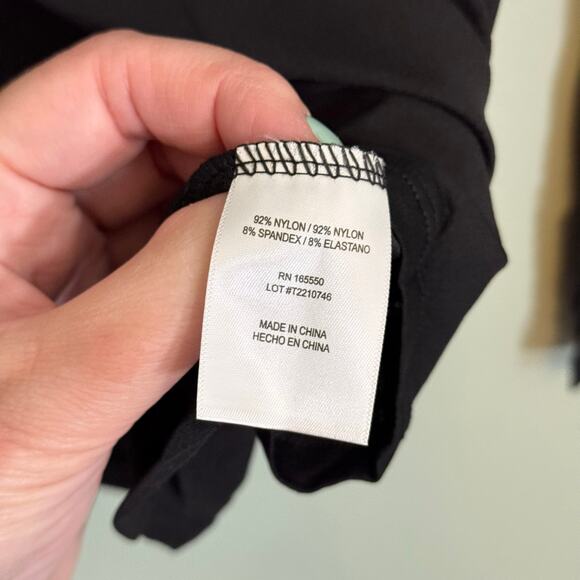 92% NYLON / 92% NYLON
8% SPANDEX / 8% ELASTANO
RN 165550
LOT #T2210746
MADE IN CHINA
HECHO EN CHINA